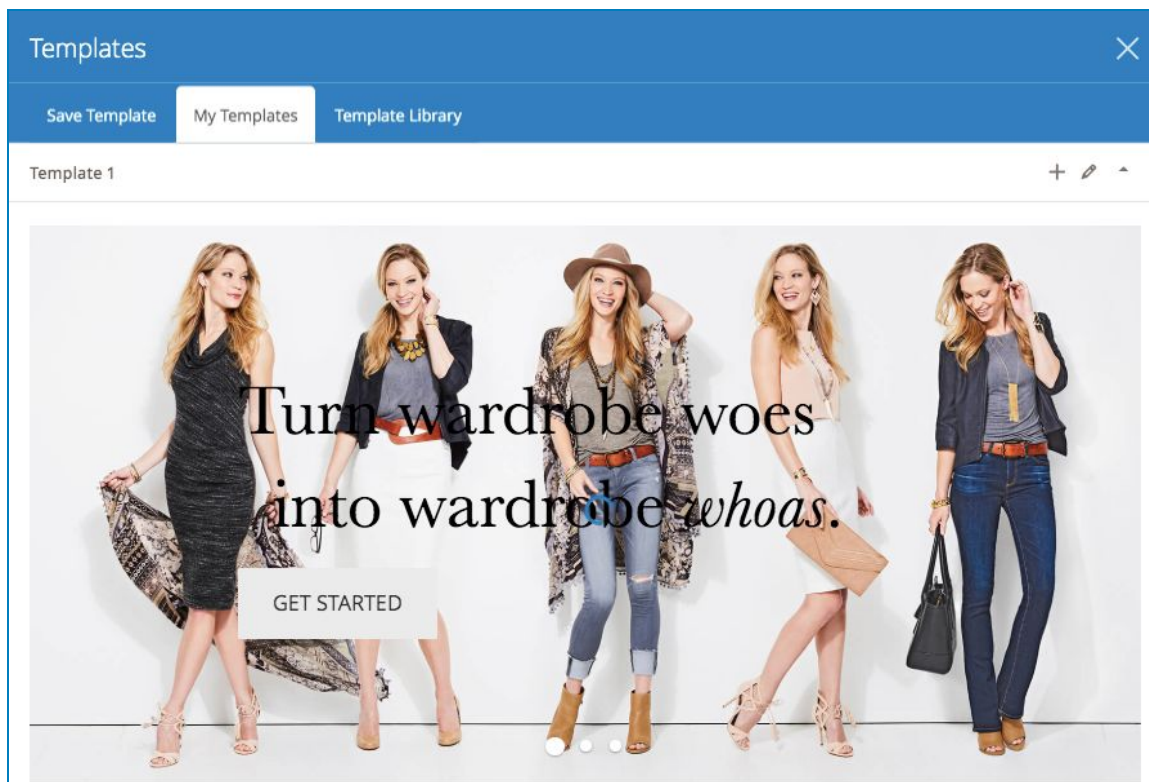 Templates
Save Template
My Templates
Template Library
Template 1
Turn wardrobe woes
into wardrobe whoas.
GET STARTED